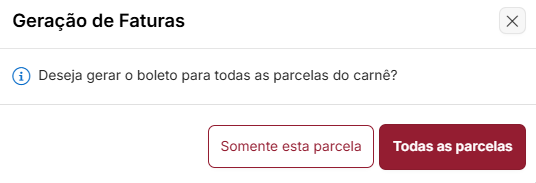 Geração de Faturas
Deseja gerar o boleto para todas as parcelas do carnê?
Somente esta parcela
Todas as parcelas